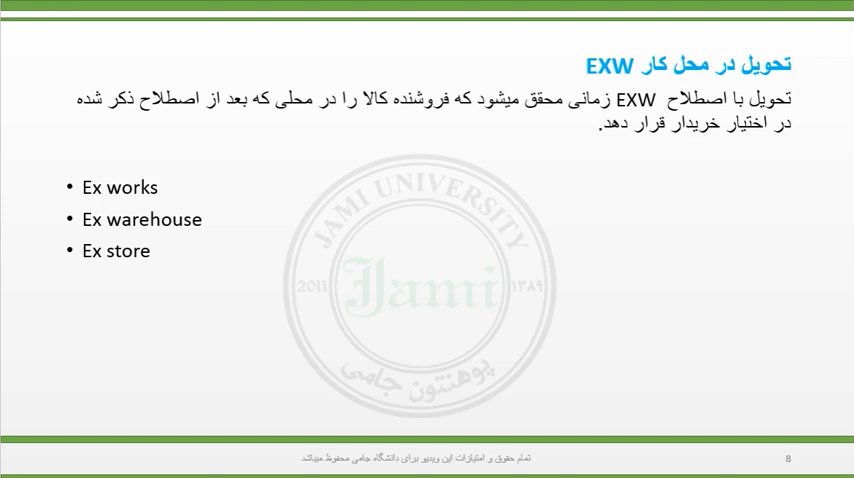 تحویل در محل کار EXW
تحویل با اصطلاح EXW زمانی محقق میشود که فروشنده کالا را در محلی که بعد از اصطلاح ذکر شده
در اختیار خریدار قرار دهد.
• Ex works
• Ex warehouse
• Ex store
JAMI UNIVERSITY
2011 Jami ۱۳۸۹
پوهنتون جامی
تمام حقوق و امتیازات این ویدیو برای دانشگاه جامی محفوظ میباشد
8